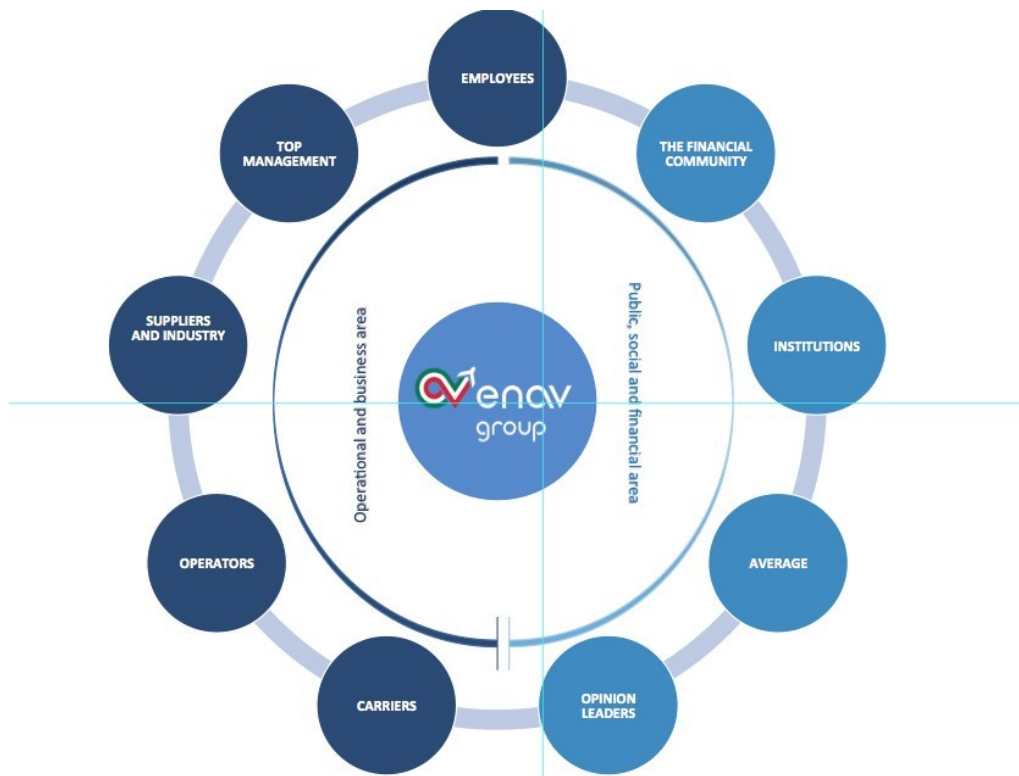 EMPLOYEES
THE FINANCIAL
COMMUNITY
INSTITUTIONS
AVERAGE
OPINION
LEADERS
CARRIERS
OPERATORS
SUPPLIERS
AND INDUSTRY
TOP
MANAGEMENT
Operational and business area
Public, social and financial area
enav
group